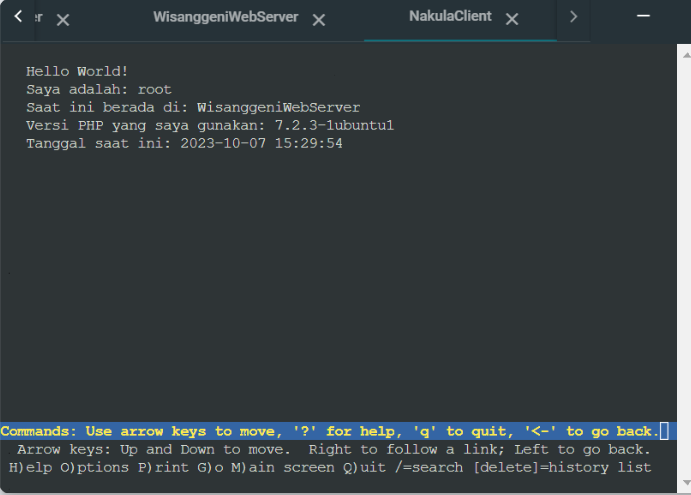 er
WisanggeniWebServer
NakulaClient
Hello World!
Saya adalah: root
Saat ini berada di: WisanggeniWebServer
Versi PHP yang saya gunakan: 7.2.3-1ubuntu1
Tanggal saat ini: 2023-10-07 15:29:54
Commands: Use arrow keys to move, '?' for help, 'q' to quit, '<-' to go back.
Arrow keys: Up and Down to move.  Right to follow a link; Left to go back.
H)elp O)ptions P)rint G)o M)ain screen Q)uit /=search [delete]=history list